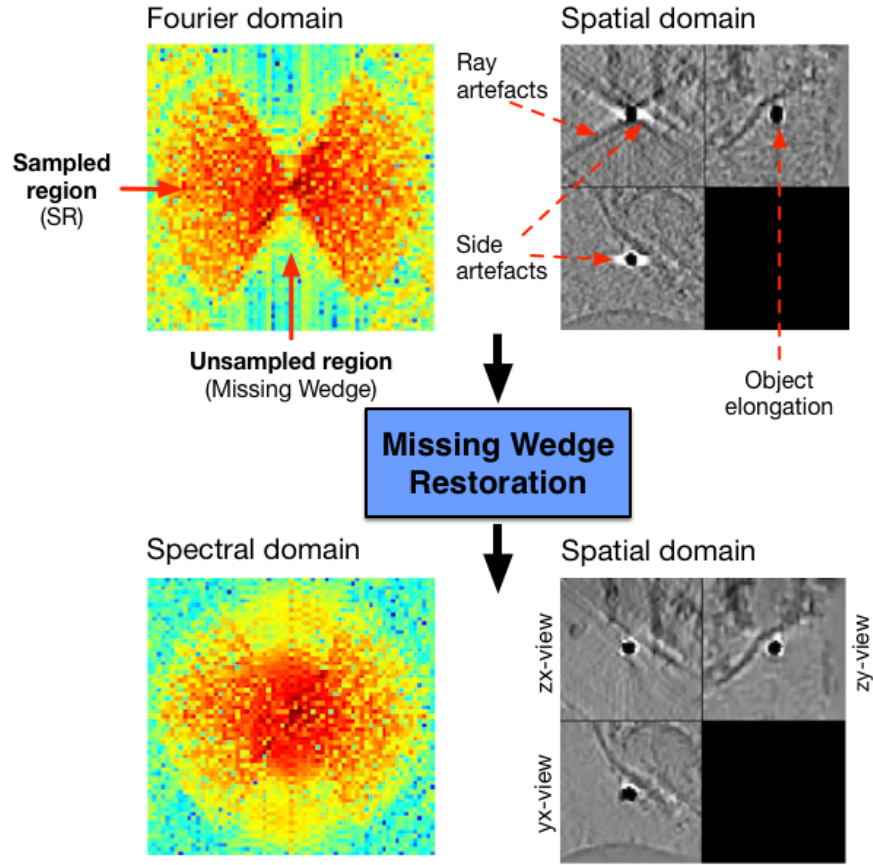 Fourier domain
Spatial domain
Ray
artefacts
Sampled
region
(SR)
Side
artefacts
Unsampled region
(Missing Wedge)
Object
elongation
Missing Wedge
Restoration
Spectral domain
Spatial domain
zx-view
zy-view
yx-view